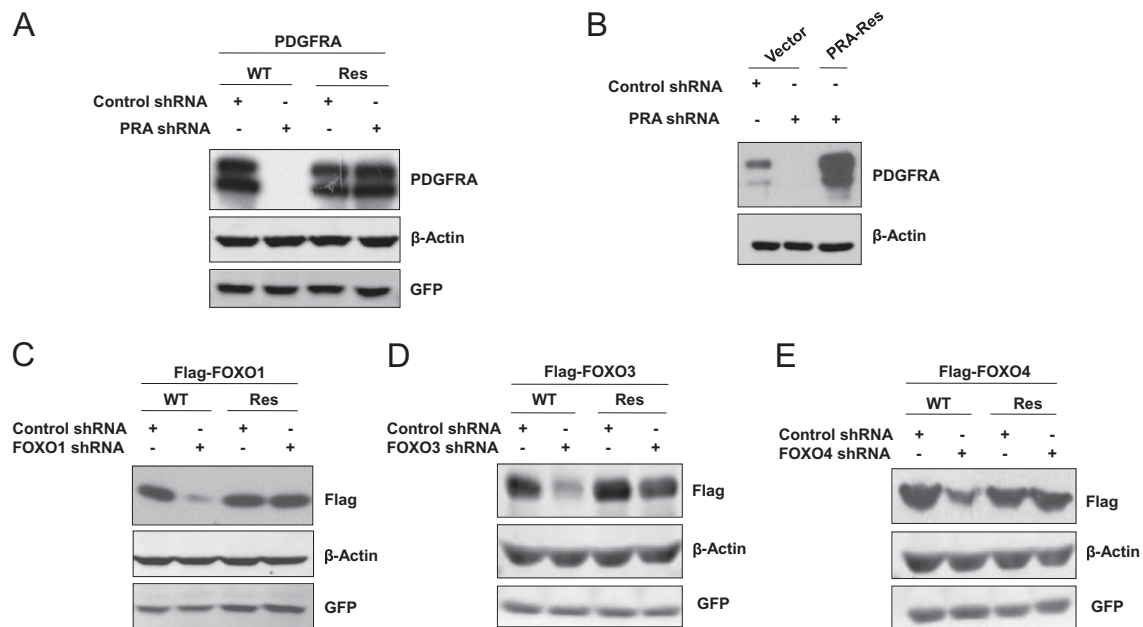 A
PDGFRA
WT Res
Control shRNA + - + -
PRA shRNA - + - +
PDGFRA
β-Actin
GFP
B
Vector PRA-Res
Control shRNA + - -
PRA shRNA - + +
PDGFRA
β-Actin
C
Flag-FOXO1
WT Res
Control shRNA + - + -
FOXO1 shRNA - + - +
Flag
β-Actin
GFP
D
Flag-FOXO3
WT Res
Control shRNA + - + -
FOXO3 shRNA - + - +
Flag
β-Actin
GFP
E
Flag-FOXO4
WT Res
Control shRNA + - + -
FOXO4 shRNA - + - +
Flag
β-Actin
GFP